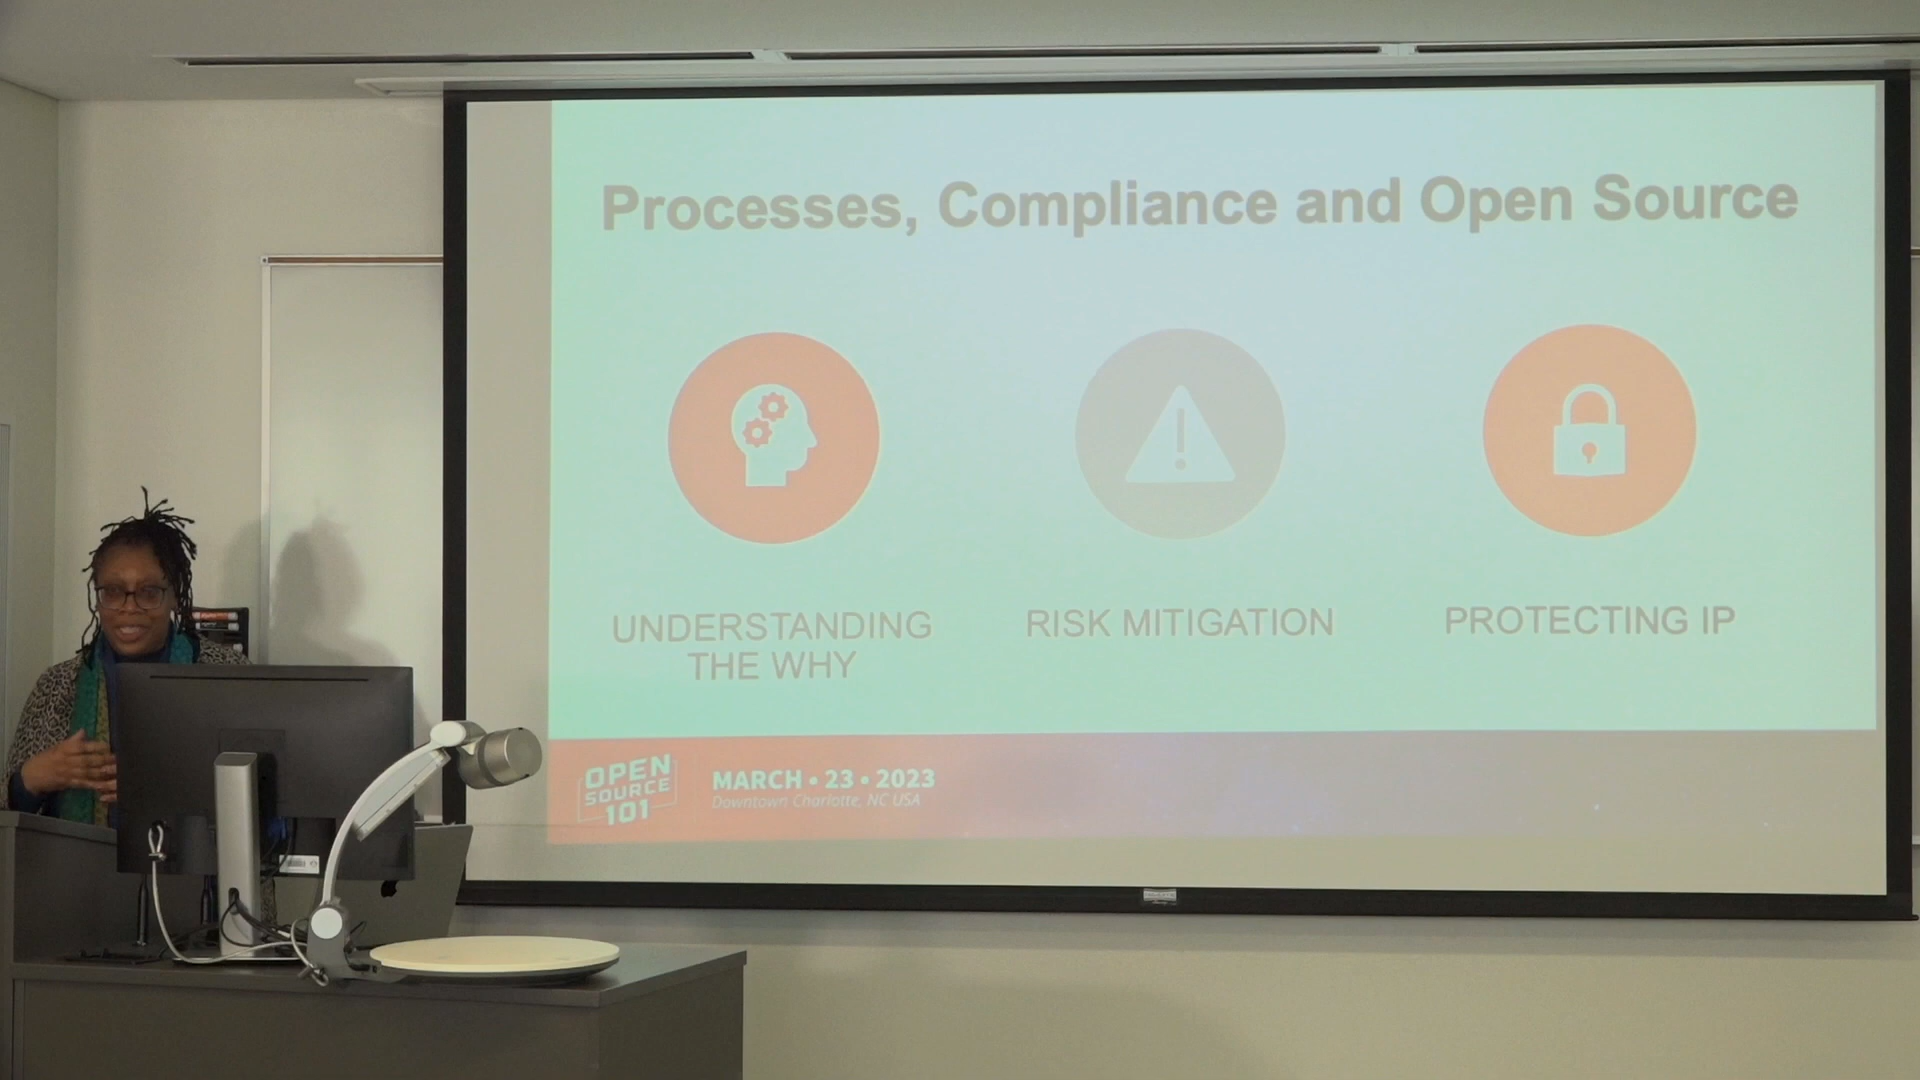 Processes, Compliance and Open Source
UNDERSTANDING
THE WHY
RISK MITIGATION
PROTECTING IP
OPEN
SOURCE
101
MARCH • 23 • 2023
Downtown Charlotte, NC USA